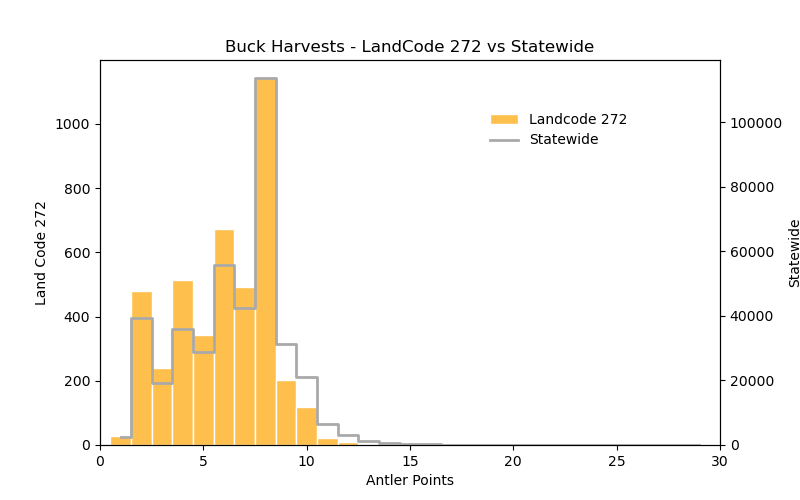 Buck Harvests - LandCode 272 vs Statewide
Landcode 272
Statewide
Land Code 272
1000
800
600
400
200
0
100000
80000
60000
40000
20000
0
Statewide
0 5 10 15 20 25 30
Antler Points